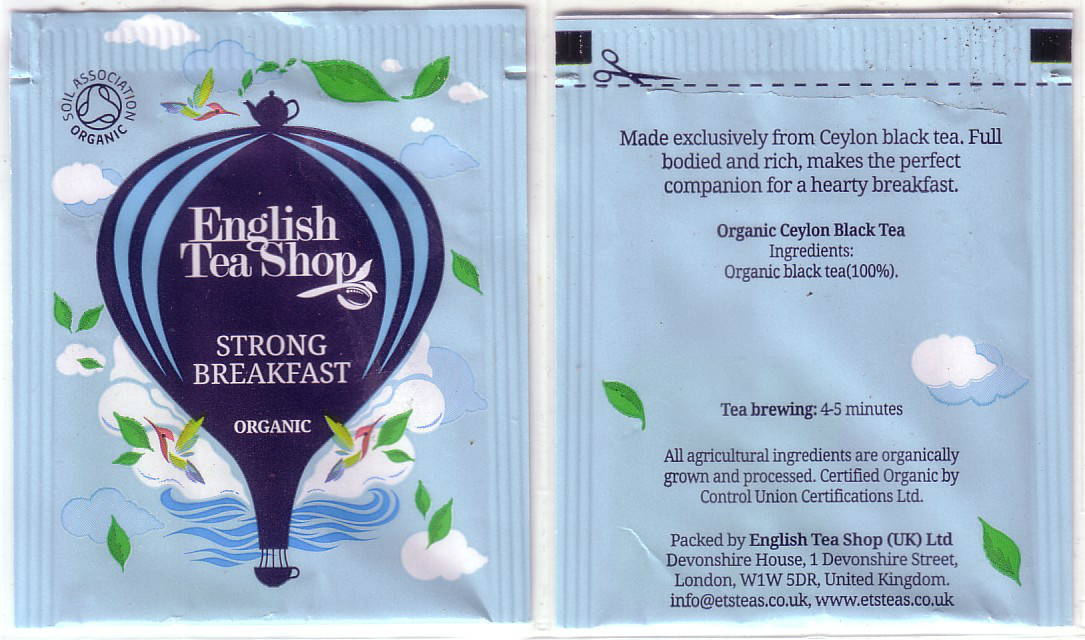 SOIL ASSOCIATION
ORGANIC
English
Tea Shop
STRONG
BREAKFAST
ORGANIC
Made exclusively from Ceylon black tea. Full
bodied and rich, makes the perfect
companion for a hearty breakfast.
Organic Ceylon Black Tea
Ingredients:
Organic black tea(100%).
Tea brewing: 4-5 minutes
All agricultural ingredients are organically
grown and processed. Certified Organic by
Control Union Certifications Ltd.
Packed by English Tea Shop (UK) Ltd
Devonshire House, 1 Devonshire Street,
London, W1W 5DR, United Kingdom.
info@etsteas.co.uk, www.etsteas.co.uk